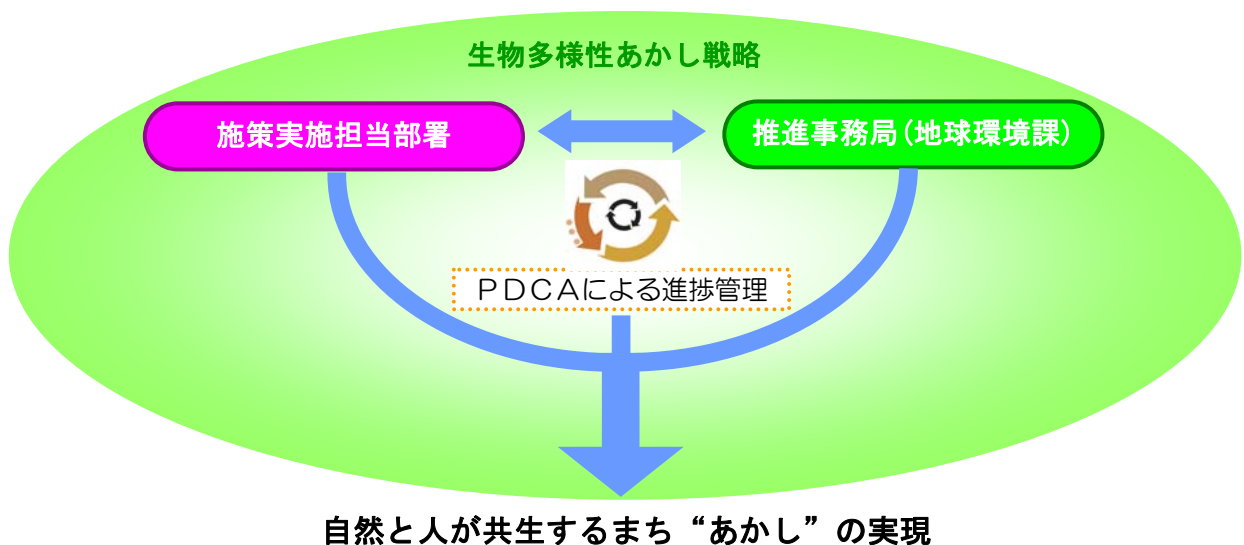 生物多様性あかし戦略
施策実施担当部署
推進事務局(地球環境課)
ＰＤＣＡによる進捗管理
自然と人が共生するまち“あかし”の実現